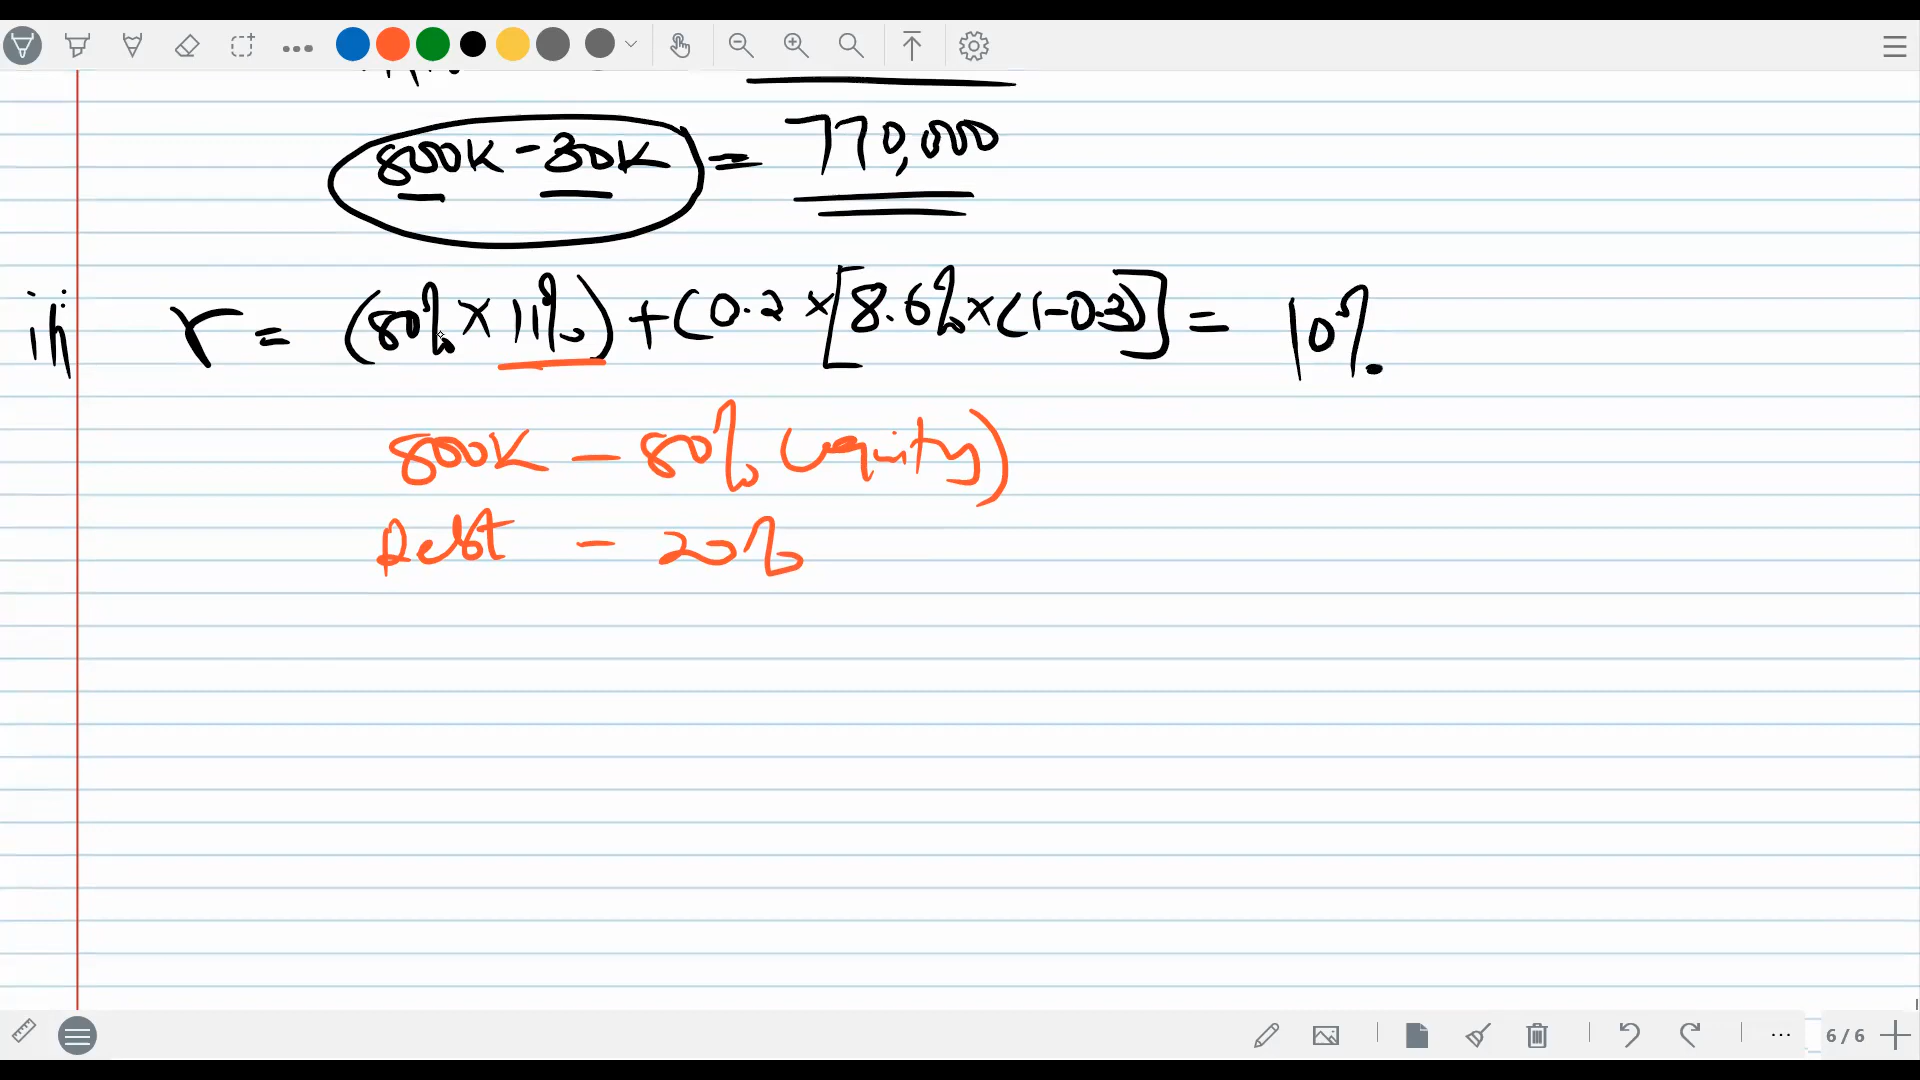 800K - 30K = 770,000
iii r = (80% × 11%) + (0.2 × [8.6% × (1-0.3)] = 10%.
800K - 80% (equity)
Debt - 20%
6 / 6